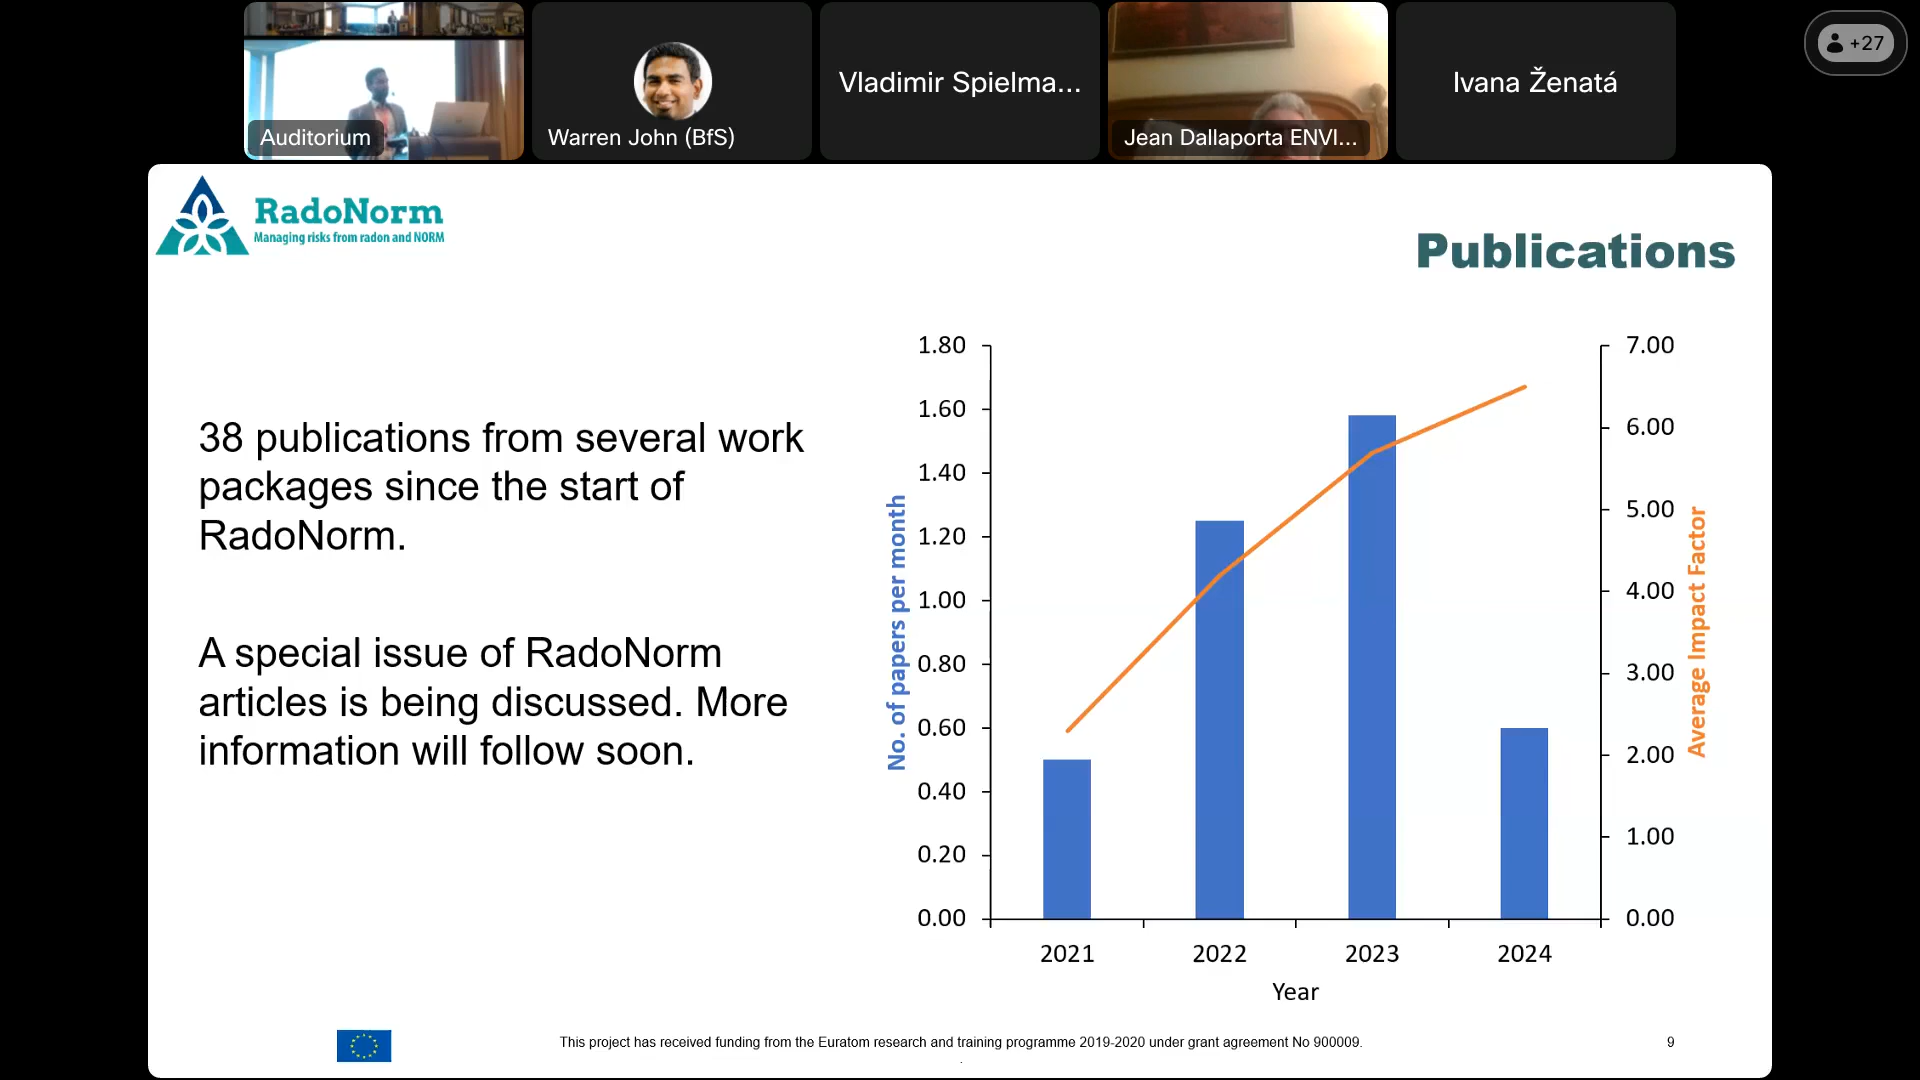 Auditorium
Warren John (BfS)
Vladimir Spielma...
Jean Dallaporta ENVI...
Ivana Ženatá
+27
RadoNorm
Managing risks from radon and NORM
Publications
38 publications from several work
packages since the start of
RadoNorm.
A special issue of RadoNorm
articles is being discussed. More
information will follow soon.
No. of papers per month
1.80
1.60
1.40
1.20
1.00
0.80
0.60
0.40
0.20
0.00
7.00
6.00
5.00
4.00
3.00
2.00
1.00
0.00
Average Impact Factor
2021 2022 2023 2024
Year
This project has received funding from the Euratom research and training programme 2019-2020 under grant agreement No 900009.
.
9